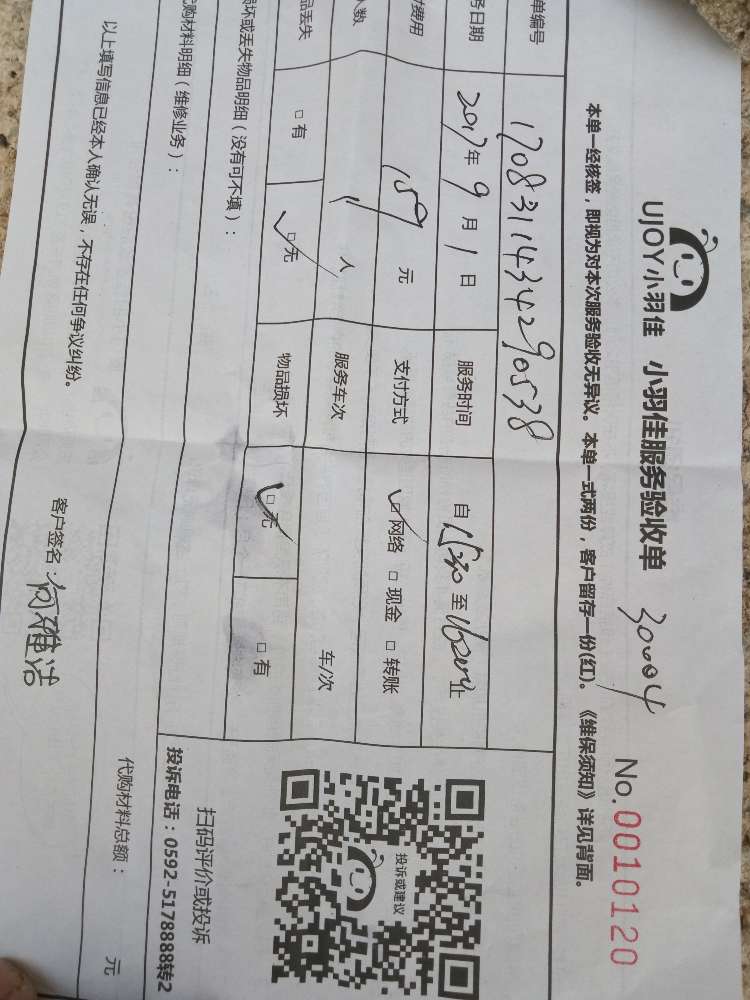 UJOY小羽佳 小羽佳服务验收单 30004 No.0010120
本单一经核签，即视为对本次服务验收无异议。本单一式两份，客户留存一份(红)。《维保须知》详见背面。
单编号 170831434290538
务日期 2017年9月1日 服务时间 自 15:30 至 止
费用 159 元 支付方式 ☑网络 □现金 □转账
人数 1 人 服务车次 车/次
品丢失 □有 ☑无 物品损坏 ☑无 □有
损坏或丢失物品明细（没有可不填）：
代购材料明细（维修业务）：
代购材料总额： 元
以上填写信息已经本人确认无误，不存在任何争议纠纷。
客户签名：何雅洁
投诉或建议
扫码评价或投诉
投诉电话：0592-5178888转2